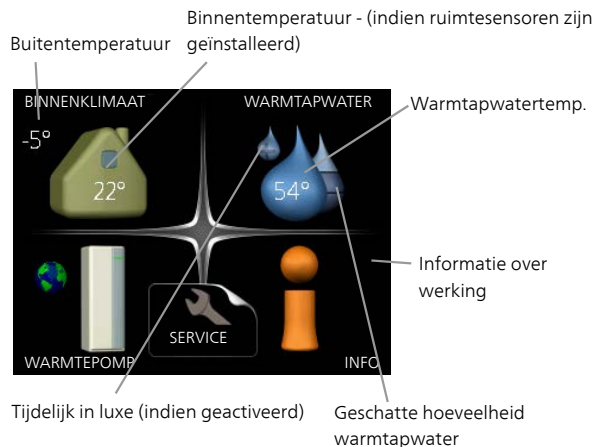 Binnentemperatuur - (indien ruimtesensoren zijn
geïnstalleerd)
Buitentemperatuur
BINNENKLIMAAT
WARMTAPWATER
Warmtapwatertemp.
-5°
22°
54°
Informatie over
werking
SERVICE
WARMTEPOMP
INFO
Tijdelijk in luxe (indien geactiveerd)
Geschatte hoeveelheid
warmtapwater